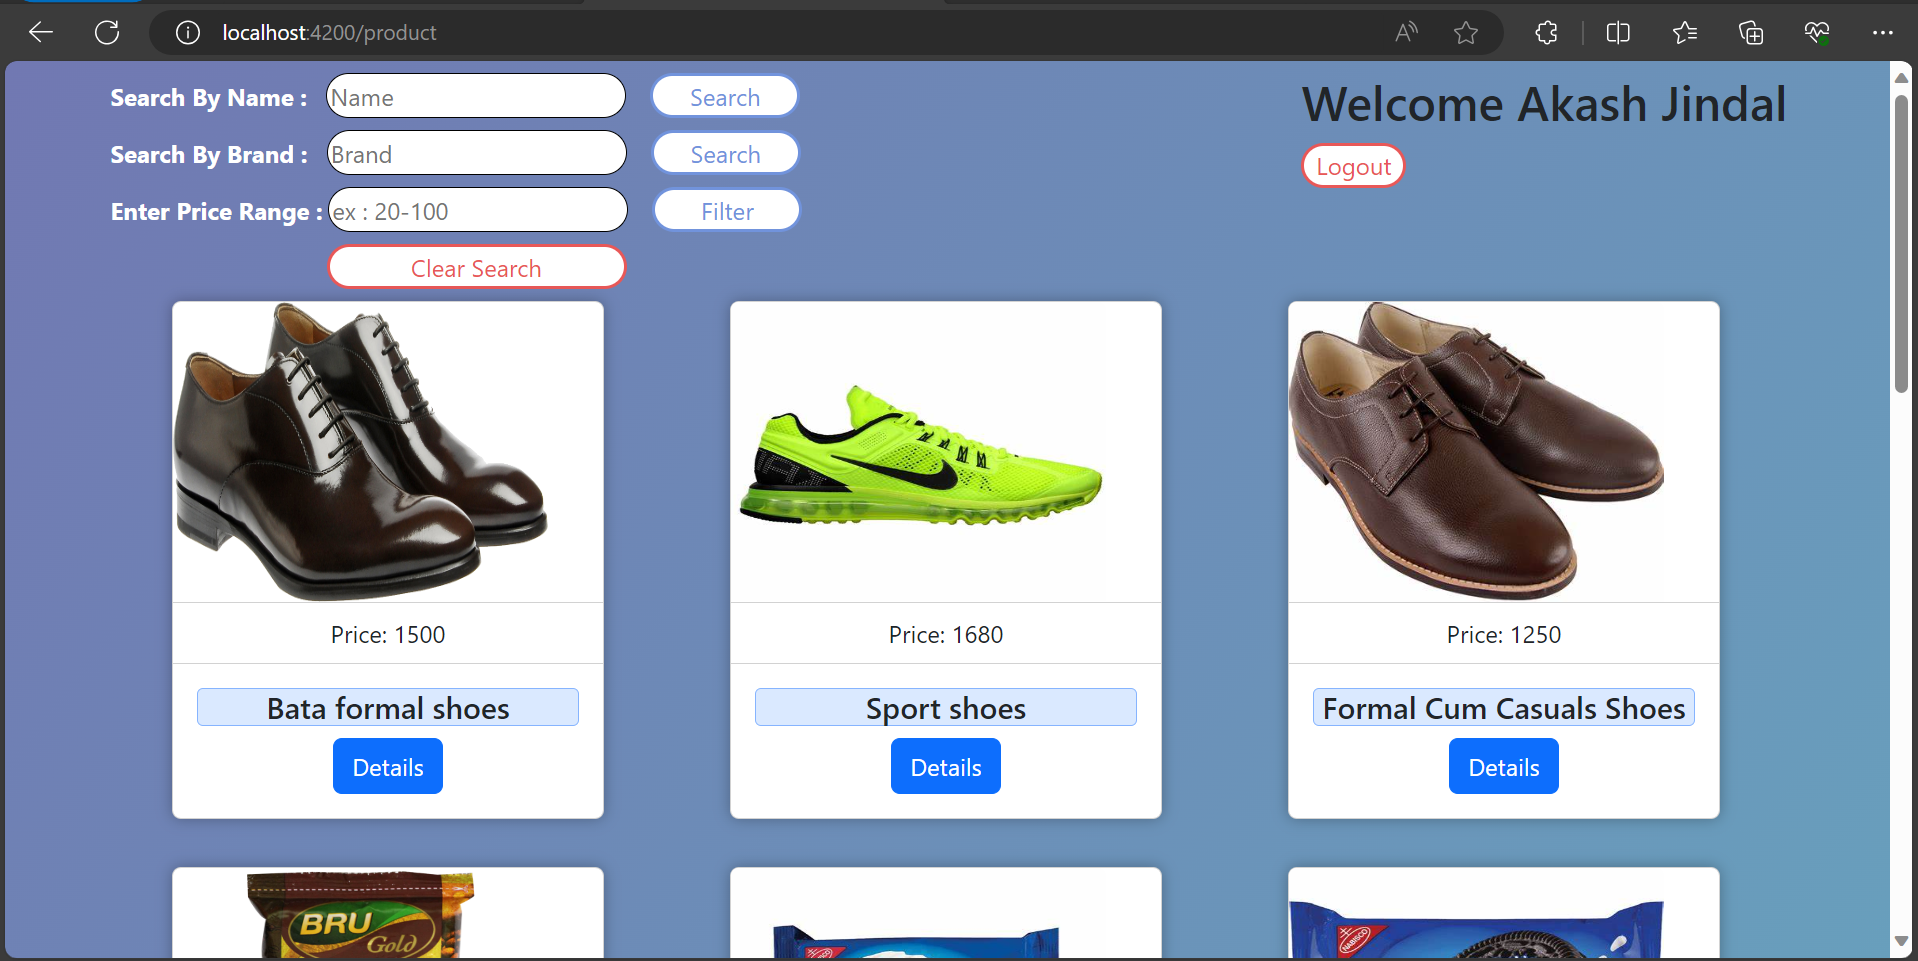 localhost:4200/product
Search By Name : Name Search
Welcome Akash Jindal
Search By Brand : Brand Search
Logout
Enter Price Range : ex : 20-100 Filter
Clear Search
Price: 1500
Price: 1680
Price: 1250
Bata formal shoes
Sport shoes
Formal Cum Casuals Shoes
Details
Details
Details
BRU
Gold
NABISCO